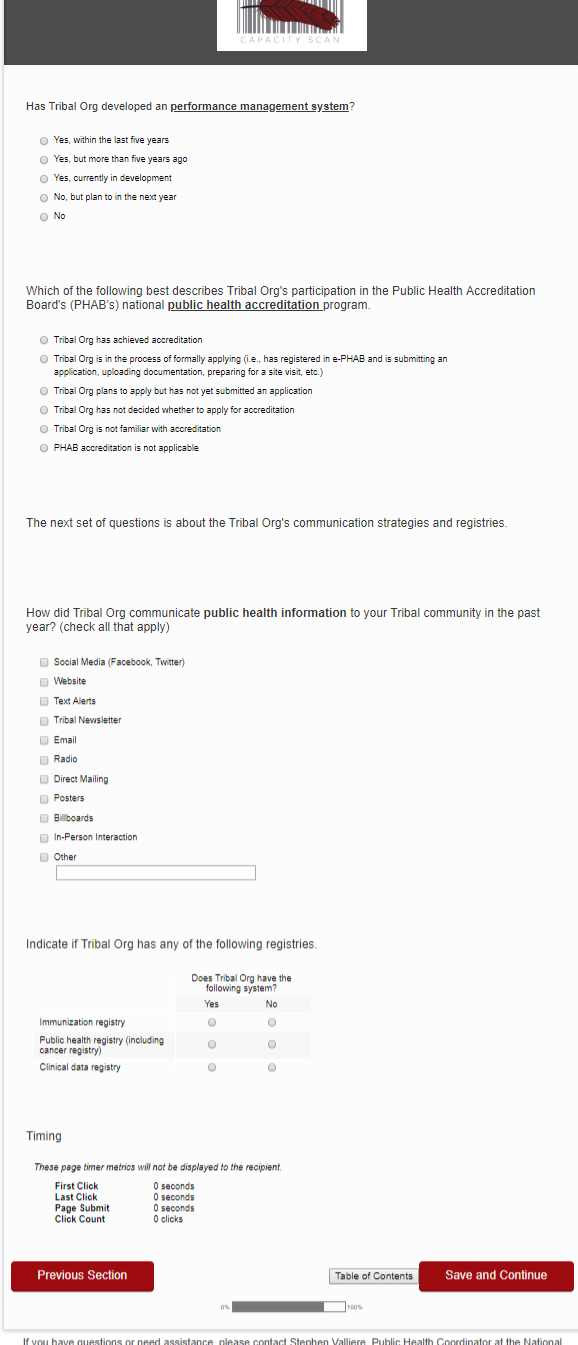 CAPACITY SCAN
Has Tribal Org developed an performance management system?
Yes, within the last five years
Yes, but more than five years ago
Yes, currently in development
No, but plan to in the next year
No
Which of the following best describes Tribal Org's participation in the Public Health Accreditation
Board's (PHAB's) national public health accreditation program.
Tribal Org has achieved accreditation
Tribal Org is in the process of formally applying (i.e., has registered in e-PHAB and is submitting an
application, uploading documentation, preparing for a site visit, etc.)
Tribal Org plans to apply but has not yet submitted an application
Tribal Org has not decided whether to apply for accreditation
Tribal Org is not familiar with accreditation
PHAB accreditation is not applicable
The next set of questions is about the Tribal Org's communication strategies and registries.
How did Tribal Org communicate public health information to your Tribal community in the past
year? (check all that apply)
Social Media (Facebook, Twitter)
Website
Text Alerts
Tribal Newsletter
Email
Radio
Direct Mailing
Posters
Billboards
In-Person Interaction
Other
Indicate if Tribal Org has any of the following registries.
Does Tribal Org have the
following system?
Yes No
Immunization registry
Public health registry (including
cancer registry)
Clinical data registry
Timing
These page timer metrics will not be displayed to the recipient.
First Click 0 seconds
Last Click 0 seconds
Page Submit 0 seconds
Click Count 0 clicks
Previous Section Table of Contents Save and Continue
0% 100%
If you have questions or need assistance, please contact Stephen Valliere, Public Health Coordinator at the National